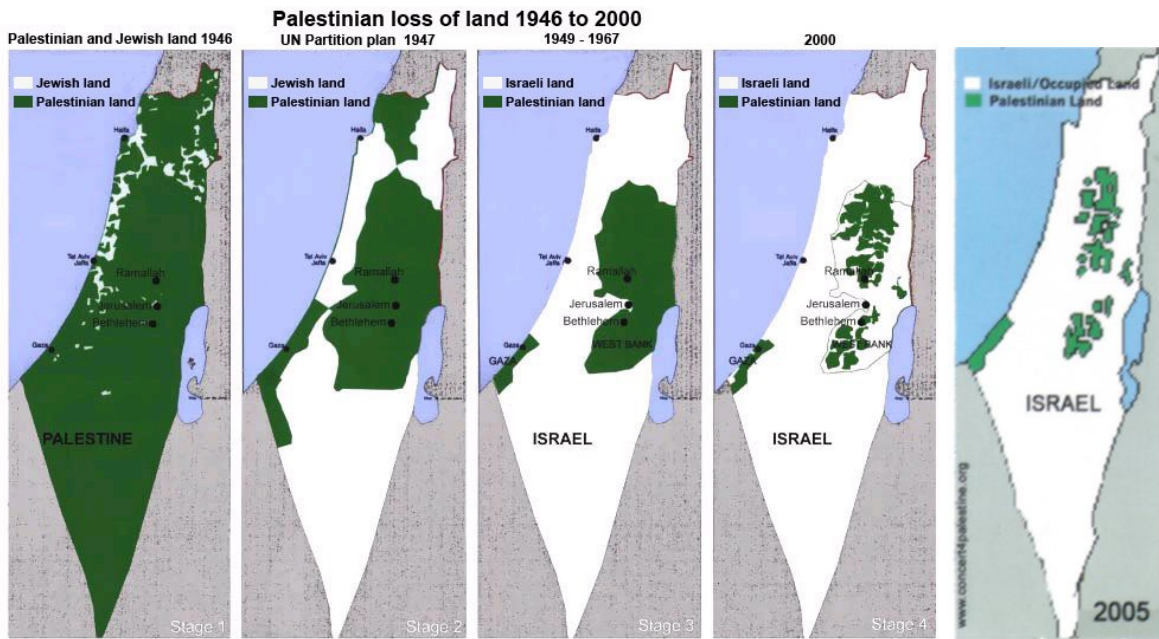 Palestinian loss of land 1946 to 2000
Palestinian and Jewish land 1946
Jewish land
Palestinian land
Haifa
Tel Aviv
Jaffa
Ramallah
Jerusalem
Bethlehem
Gaza
PALESTINE
Stage 1
UN Partition plan 1947
Jewish land
Palestinian land
Haifa
Tel Aviv
Jaffa
Ramallah
Jerusalem
Bethlehem
Gaza
Stage 2
1949 - 1967
Israeli land
Palestinian land
Haifa
Tel Aviv
Jaffa
Ramallah
Jerusalem
Bethlehem
Gaza
GAZA
WEST BANK
ISRAEL
Stage 3
2000
Israeli land
Palestinian land
Haifa
Tel Aviv
Jaffa
Ramallah
Jerusalem
Bethlehem
Gaza
GAZA
WEST BANK
ISRAEL
Stage 4
Israeli/Occupied Land
Palestinian Land
ISRAEL
www.concert4palestine.org
2005